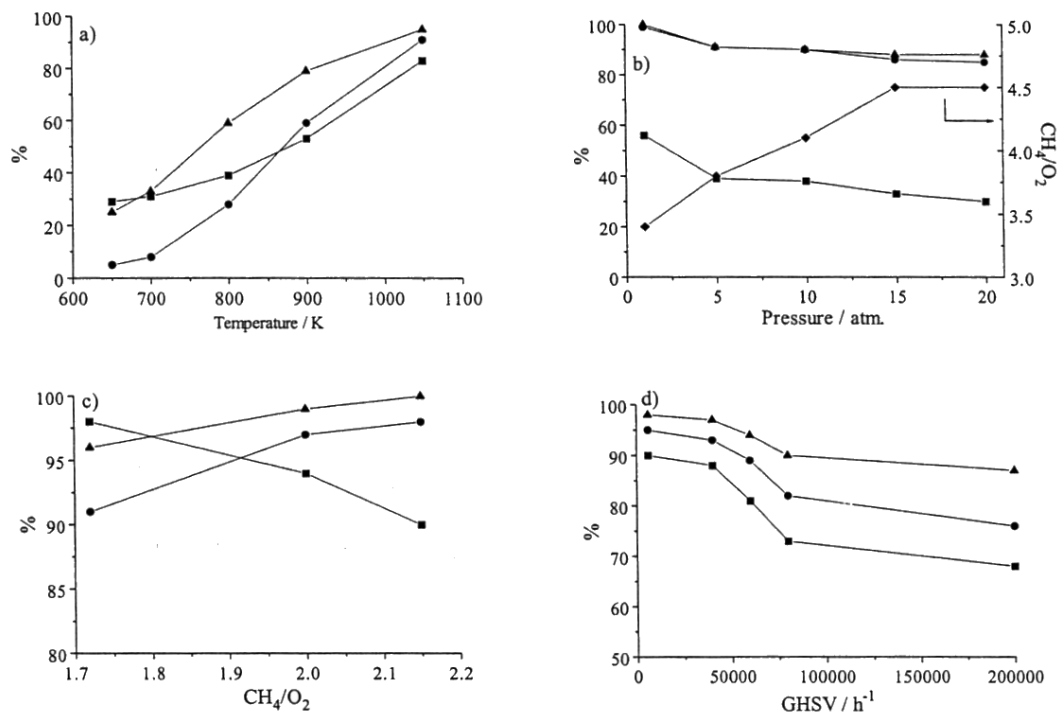 100
a)
80
60
%
40
20
0
600 700 800 900 1000 1100
Temperature / K
100
5.0
b)
80
4.5
60
%
4.0
CH₄/O₂
40
3.5
20
0
3.0
0 5 10 15 20
Pressure / atm.
100
c)
95
%
90
85
80
1.7 1.8 1.9 2.0 2.1 2.2
CH₄/O₂
100
d)
90
80
%
70
60
50
0 50000 100000 150000 200000
GHSV / h⁻¹